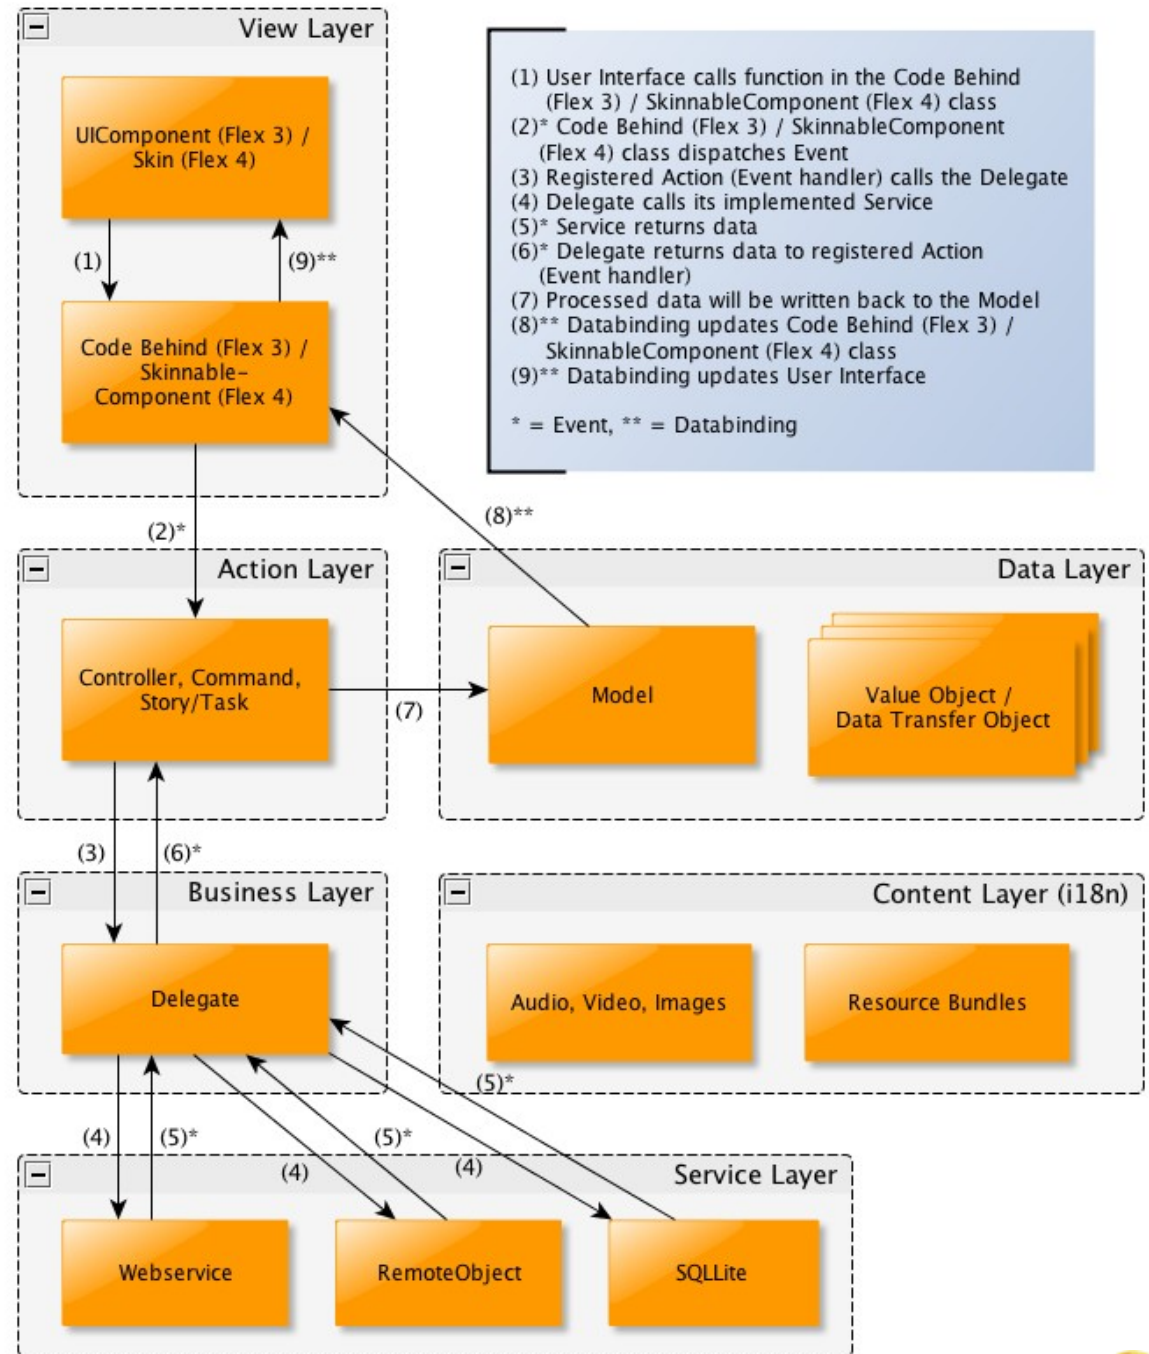 View Layer
UIComponent (Flex 3) /
Skin (Flex 4)
(1)
(9)**
Code Behind (Flex 3) /
Skinnable-
Component (Flex 4)
(1) User Interface calls function in the Code Behind
(Flex 3) / SkinnableComponent (Flex 4) class
(2)* Code Behind (Flex 3) / SkinnableComponent
(Flex 4) class dispatches Event
(3) Registered Action (Event handler) calls the Delegate
(4) Delegate calls its implemented Service
(5)* Service returns data
(6)* Delegate returns data to registered Action
(Event handler)
(7) Processed data will be written back to the Model
(8)** Databinding updates Code Behind (Flex 3) /
SkinnableComponent (Flex 4) class
(9)** Databinding updates User Interface
* = Event, ** = Databinding
(2)*
(8)**
Action Layer
Controller, Command,
Story/Task
(7)
Data Layer
Model
Value Object /
Data Transfer Object
(3)
(6)*
Business Layer
Delegate
Content Layer (i18n)
Audio, Video, Images
Resource Bundles
(5)*
(4)
(5)*
(5)*
(4)
(4)
Service Layer
Webservice
RemoteObject
SQLLite